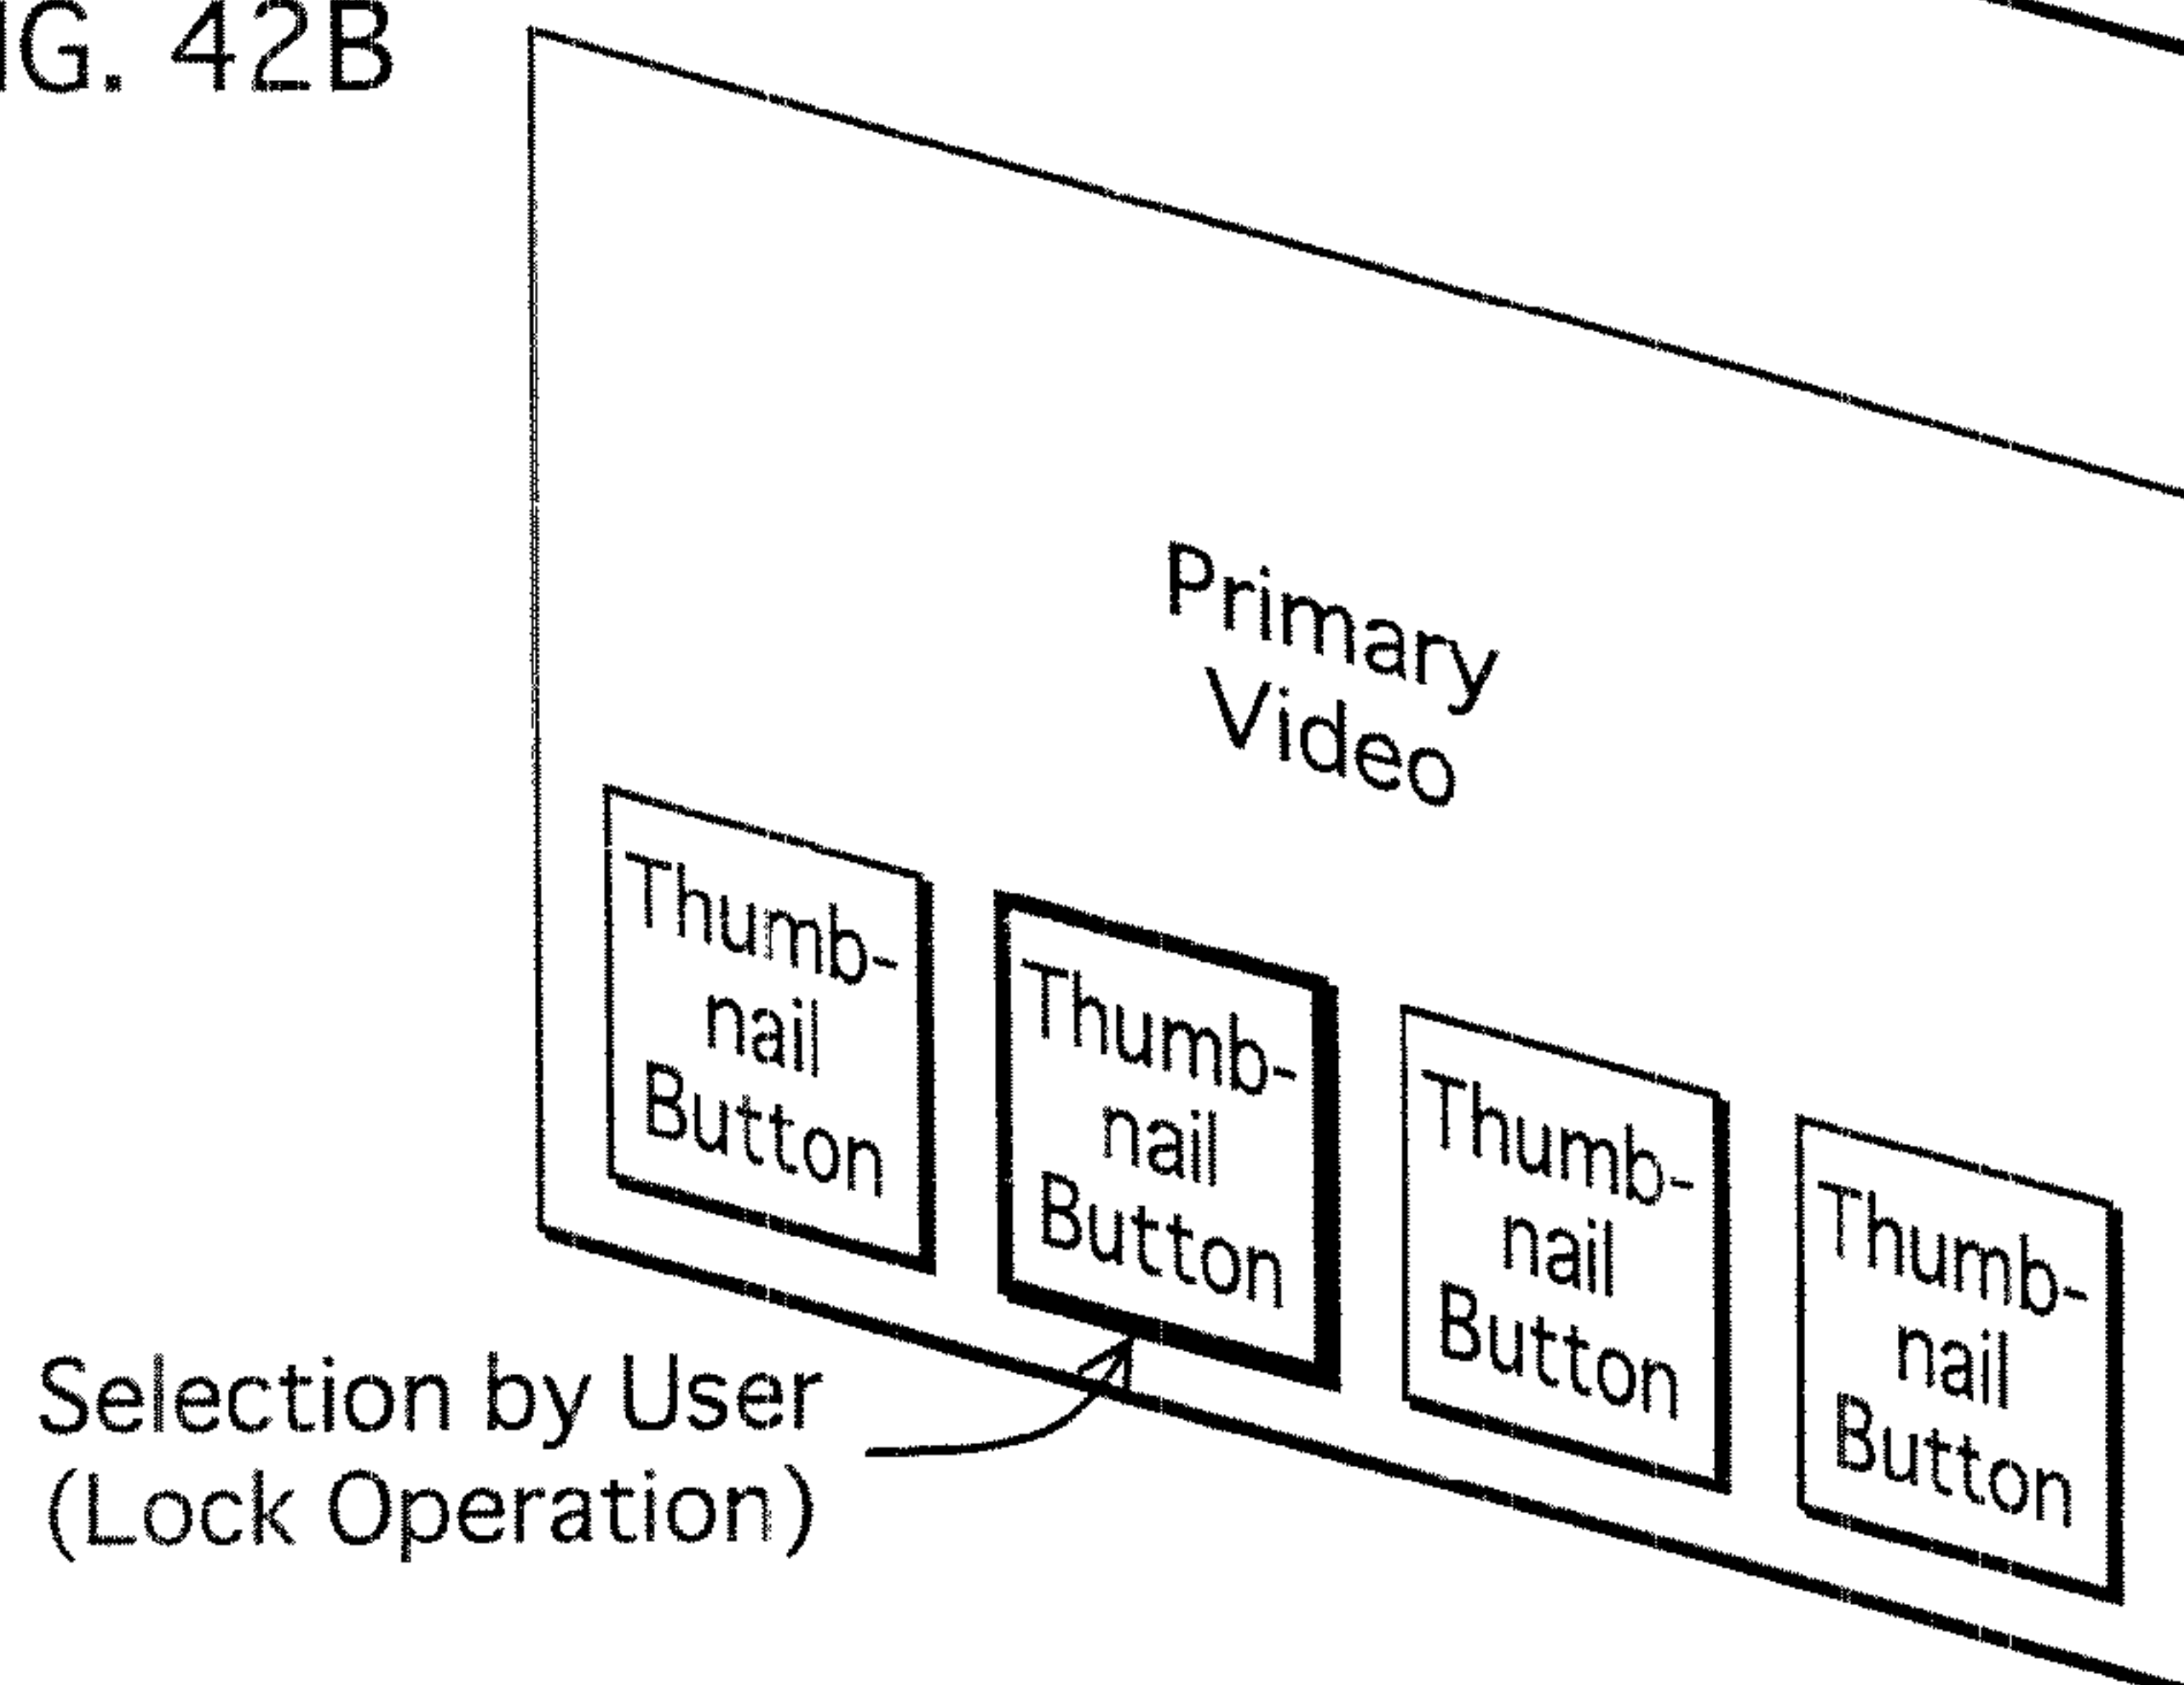 IG. 42B
Primary
Video
Thumb-
nail
Button
Thumb-
nail
Button
Thumb-
nail
Button
Thumb-
nail
Button
Selection by User
(Lock Operation)